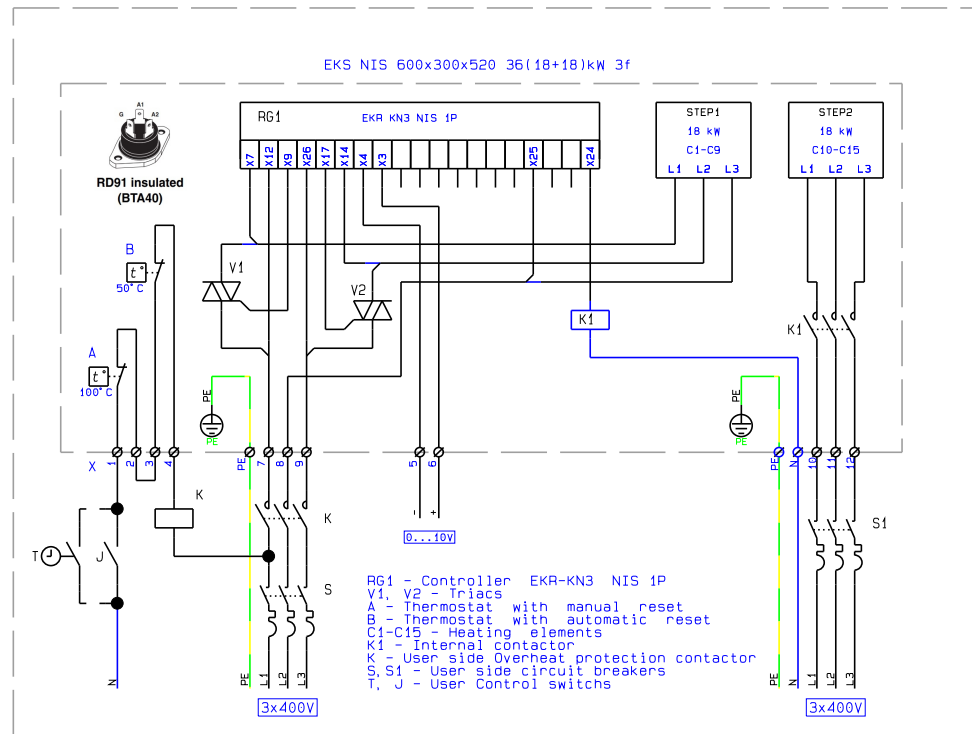 EKS NIS 600x300x520 36(18+18)kW 3f
A1
G
A2
RD91 insulated
(BTA40)
RG1
EKR KN3 NIS 1P
X7 X12 X9 X26 X17 X14 X4 X3 X25 X24
STEP1
18 kW
C1-C9
L1 L2 L3
STEP2
18 kW
C10-C15
L1 L2 L3
B
t°
50°C
V1
V2
K1
K1
A
t°
100°C
PE
PE
PE
PE
X 1 2 3 4 PE 7 8 9 5 6 PE N 10 11 12
K
K
- +
0...10V
S1
T
J
S
RG1 - Controller EKR-KN3 NIS 1P
V1, V2 - Triacs
A - Thermostat with manual reset
B - Thermostat with automatic reset
C1-C15 - Heating elements
K1 - Internal contactor
K - User side Overheat protection contactor
S, S1 - User side circuit breakers
T, J - User Control switchs
N PE L1 L2 L3 PE N L1 L2 L3
3x400V
3x400V